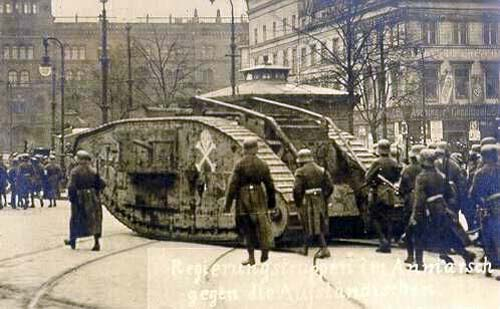 Regierungstruppen im Anmarsch
gegen die Aufständischen.